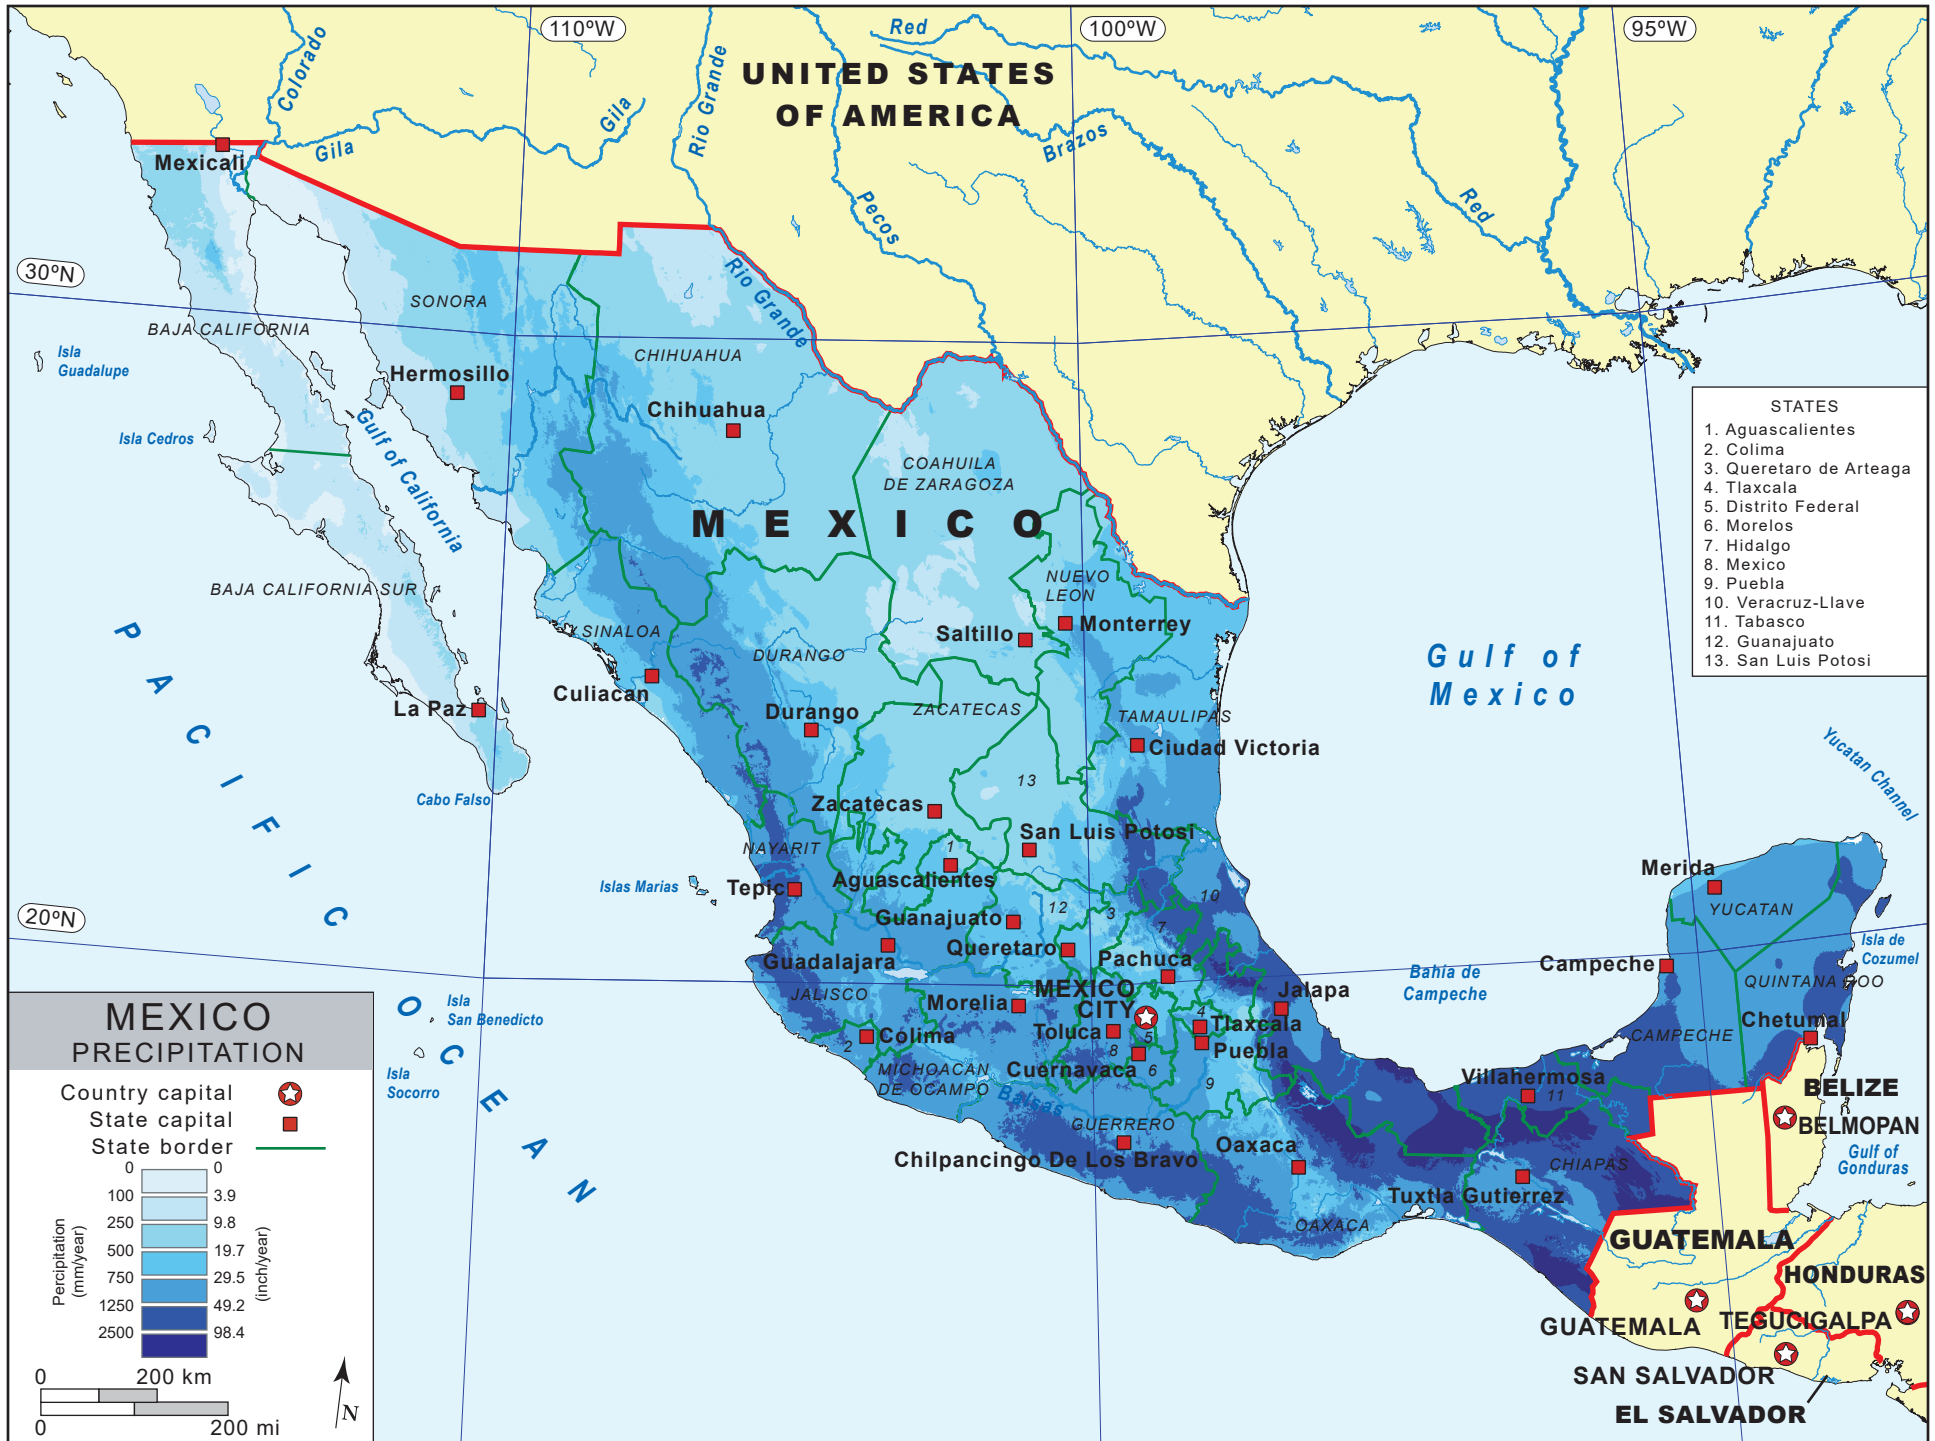 110ºW
100ºW
95ºW
Red
Colorado
Rio Grande
UNITED STATES
OF AMERICA
Gila
Gila
Brazos
Mexicali
Pecos
Red
30ºN
Rio Grande
SONORA
BAJA CALIFORNIA
Isla
Guadalupe
CHIHUAHUA
Hermosillo
Chihuahua
Isla Cedros
Gulf of California
COAHUILA
DE ZARAGOZA
STATES
1. Aguascalientes
2. Colima
3. Queretaro de Arteaga
4. Tlaxcala
5. Distrito Federal
6. Morelos
7. Hidalgo
8. Mexico
9. Puebla
10. Veracruz-Llave
11. Tabasco
12. Guanajuato
13. San Luis Potosi
MEXICO
BAJA CALIFORNIA SUR
NUEVO
LEON
SINALOA
Saltillo
Monterrey
DURANGO
Gulf of
Mexico
Culiacan
La Paz
Durango
ZACATECAS
TAMAULIPAS
Ciudad Victoria
Yucatan Channel
PACIFIC OCEAN
Cabo Falso
13
Zacatecas
San Luis Potosi
NAYARIT
1
Aguascalientes
Merida
Islas Marias
Tepic
10
12
3
YUCATAN
20ºN
Guanajuato
7
Queretaro
Guadalajara
Pachuca
Isla de
Cozumel
Campeche
Bahia de
Campeche
QUINTANA ROO
JALISCO
Morelia
MEXICO
CITY
Jalapa
Isla
San Benedicto
Colima
2
Toluca
4
Tlaxcala
5
8
Puebla
CAMPECHE
Chetumal
Isla
Socorro
MICHOACAN
DE OCAMPO
Cuernavaca
6
9
Villahermosa
11
BELIZE
BELMOPAN
Balsas
GUERRERO
Oaxaca
Chilpancingo De Los Bravo
Gulf of
Gonduras
CHIAPAS
Tuxtla Gutierrez
OAXACA
GUATEMALA
HONDURAS
GUATEMALA
TEGUCIGALPA
SAN SALVADOR
EL SALVADOR
MEXICO
PRECIPITATION
Country capital
State capital
State border
0 0
100 3.9
250 9.8
500 19.7
750 29.5
1250 49.2
2500 98.4
Percipitation
(mm/year)
(inch/year)
0 200 km
0 200 mi
N